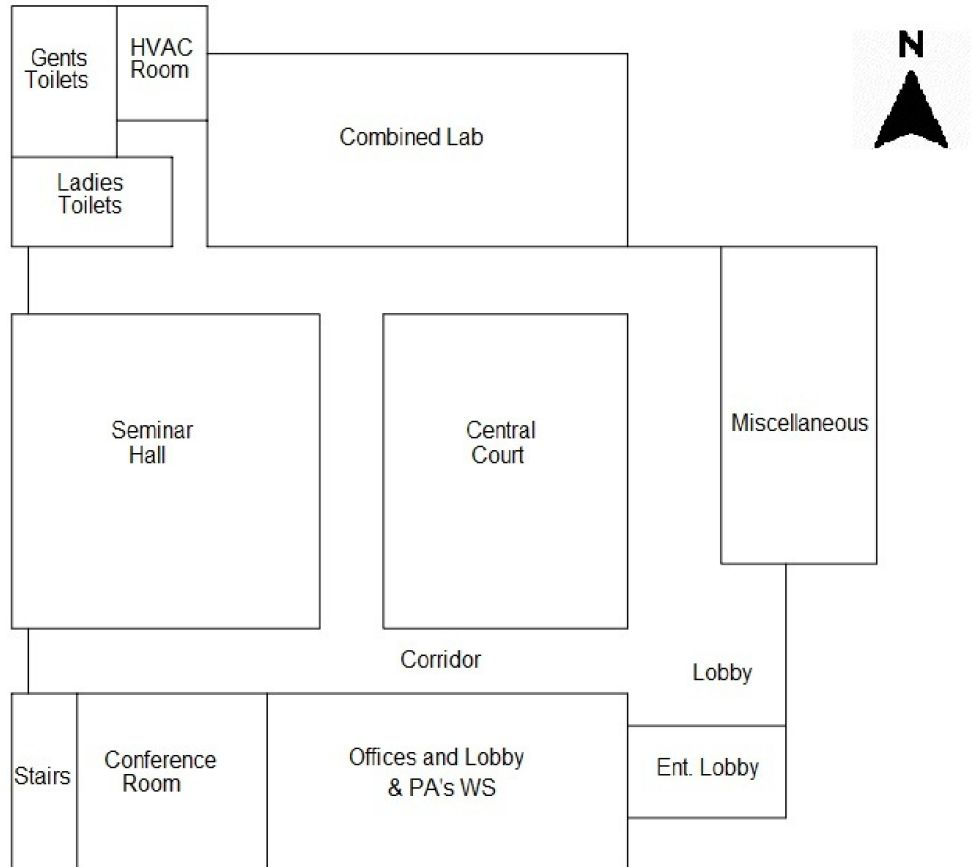 Gents
Toilets
HVAC
Room
N
Combined Lab
Ladies
Toilets
Seminar
Hall
Central
Court
Miscellaneous
Corridor
Lobby
Stairs
Conference
Room
Offices and Lobby
& PA's WS
Ent. Lobby